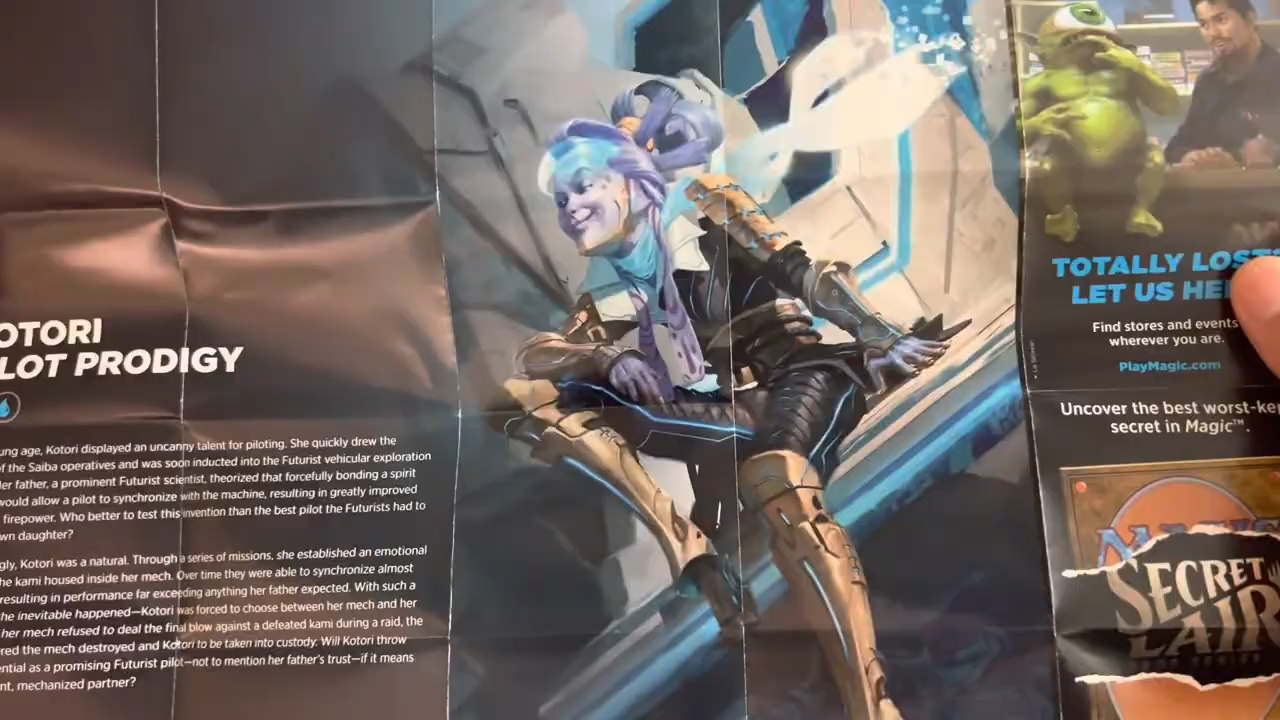 OTORI
LOT PRODIGY
ung age, Kotori displayed an uncanny talent for piloting. She quickly drew the
of the Saiba operatives and was soon inducted into the Futurist vehicular exploration
Her father, a prominent Futurist scientist, theorized that forcefully bonding a spirit
would allow a pilot to synchronize with the machine, resulting in greatly improved
firepower. Who better to test this invention than the best pilot the Futurists had to
wn daughter?
gly, Kotori was a natural. Through a series of missions, she established an emotional
he kami housed inside her mech. Over time they were able to synchronize almost
resulting in performance far exceeding anything her father expected. With such a
he inevitable happened—Kotori was forced to choose between her mech and her
her mech refused to deal the final blow against a defeated kami during a raid, the
red the mech destroyed and Kotori to be taken into custody. Will Kotori throw
ential as a promising Futurist pilot—not to mention her father's trust—if it means
nt, mechanized partner?
TOTALLY LOST
LET US HE
Find stores and events
wherever you are.
PlayMagic.com
Uncover the best worst-ke
secret in Magic™.
SECRET
LAIR